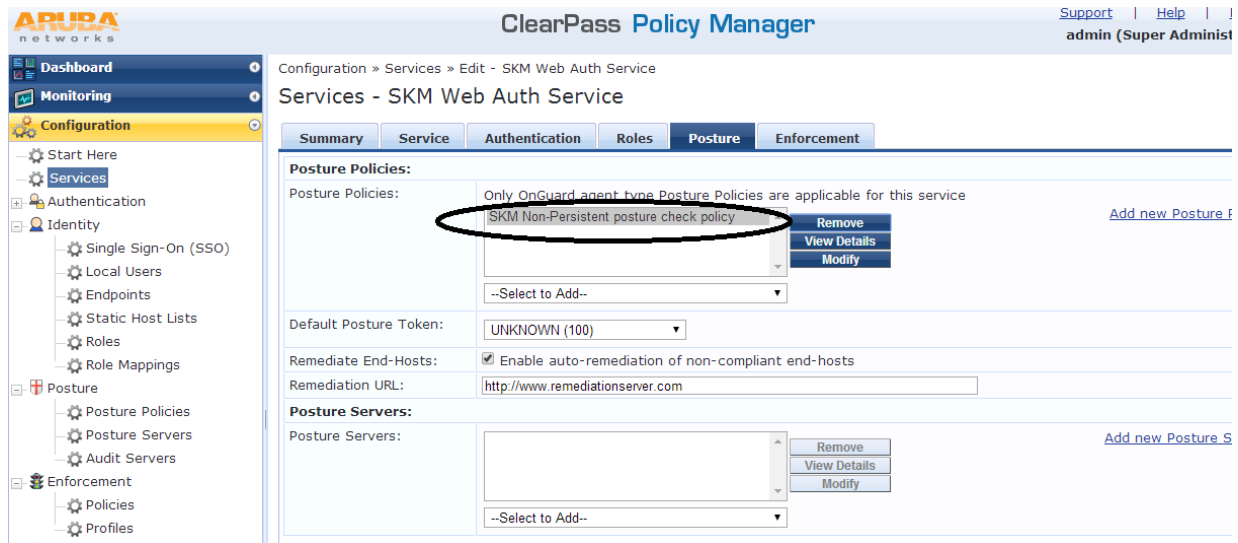 ARUBA
networks
ClearPass Policy Manager
Support | Help |
admin (Super Administ
Dashboard
Monitoring
Configuration
Start Here
Services
Authentication
Identity
Single Sign-On (SSO)
Local Users
Endpoints
Static Host Lists
Roles
Role Mappings
Posture
Posture Policies
Posture Servers
Audit Servers
Enforcement
Policies
Profiles
Configuration » Services » Edit - SKM Web Auth Service
Services - SKM Web Auth Service
Summary Service Authentication Roles Posture Enforcement
Posture Policies:
Posture Policies: Only OnGuard agent type Posture Policies are applicable for this service
SKM Non-Persistent posture check policy
Remove
View Details
Modify
Add new Posture P
--Select to Add--
Default Posture Token: UNKNOWN (100)
Remediate End-Hosts: Enable auto-remediation of non-compliant end-hosts
Remediation URL: http://www.remediationserver.com
Posture Servers:
Posture Servers:
Remove
View Details
Modify
Add new Posture S
--Select to Add--